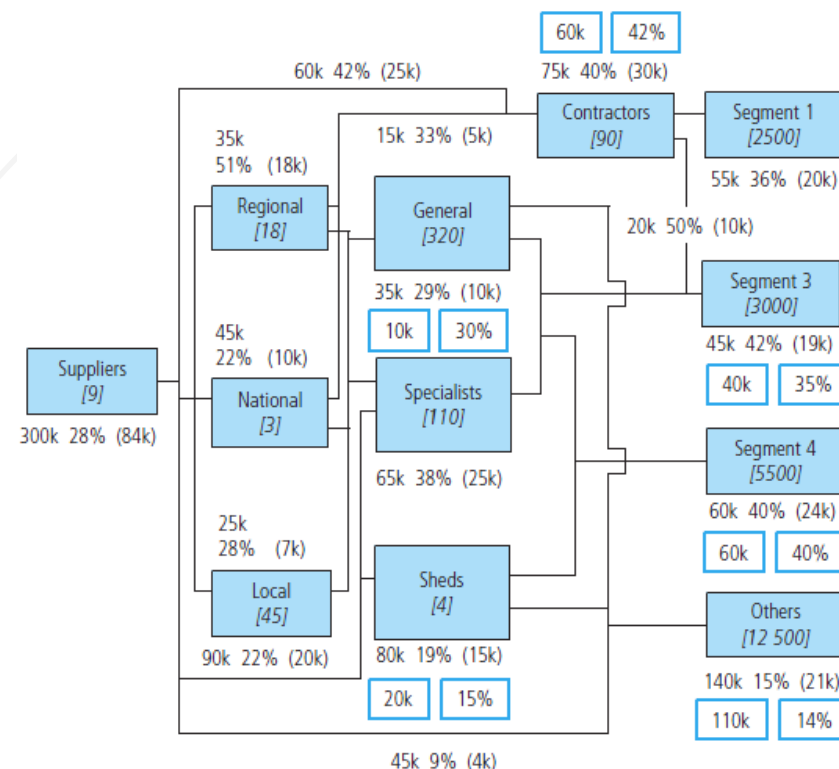 60k 42%
60k 42% (25k)
75k 40% (30k)
Contractors
[90]
Segment 1
[2500]
55k 36% (20k)
35k
51% (18k)
15k 33% (5k)
Regional
[18]
General
[320]
20k 50% (10k)
35k 29% (10k)
10k 30%
Segment 3
[3000]
45k 42% (19k)
40k 35%
45k
22% (10k)
Suppliers
[9]
300k 28% (84k)
National
[3]
Specialists
[110]
65k 38% (25k)
Segment 4
[5500]
60k 40% (24k)
60k 40%
25k
28% (7k)
Local
[45]
90k 22% (20k)
Sheds
[4]
80k 19% (15k)
20k 15%
Others
[12 500]
140k 15% (21k)
110k 14%
45k 9% (4k)